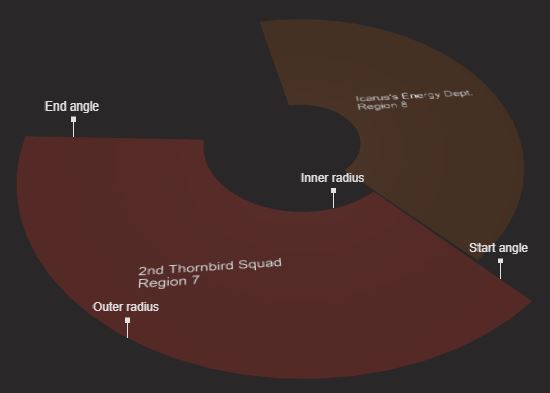 Icarus's Energy Dept.
Region 8
End angle
Inner radius
Start angle
2nd Thornbird Squad
Region 7
Outer radius